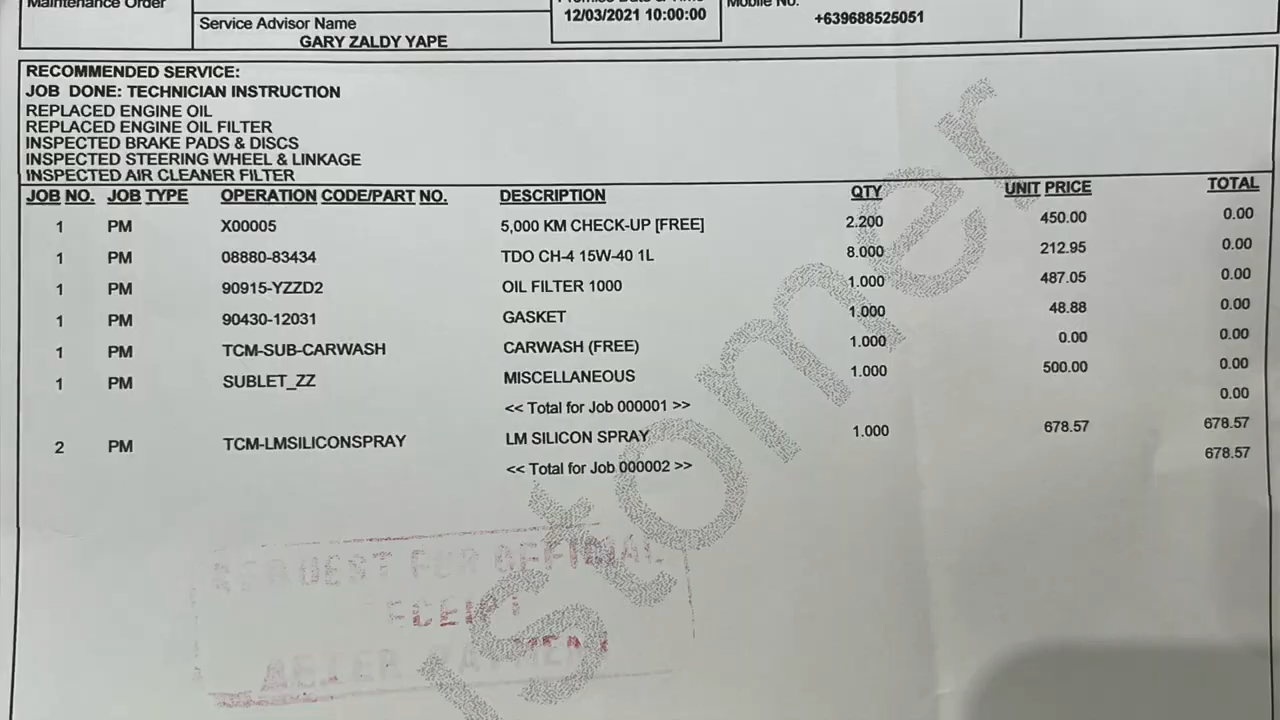 Maintenance Order
Service Advisor Name
GARY ZALDY YAPE
12/03/2021 10:00:00
Mobile No.
+639688525051
RECOMMENDED SERVICE:
JOB DONE: TECHNICIAN INSTRUCTION
REPLACED ENGINE OIL
REPLACED ENGINE OIL FILTER
INSPECTED BRAKE PADS & DISCS
INSPECTED STEERING WHEEL & LINKAGE
INSPECTED AIR CLEANER FILTER
JOB NO. JOB TYPE OPERATION CODE/PART NO. DESCRIPTION QTY UNIT PRICE TOTAL
1 PM X00005 5,000 KM CHECK-UP [FREE] 2.200 450.00 0.00
1 PM 08880-83434 TDO CH-4 15W-40 1L 8.000 212.95 0.00
1 PM 90915-YZZD2 OIL FILTER 1000 1.000 487.05 0.00
1 PM 90430-12031 GASKET 1.000 48.88 0.00
1 PM TCM-SUB-CARWASH CARWASH (FREE) 1.000 0.00 0.00
1 PM SUBLET_ZZ MISCELLANEOUS 1.000 500.00 0.00
<< Total for Job 000001 >> 0.00
2 PM TCM-LMSILICONSPRAY LM SILICON SPRAY 1.000 678.57 678.57
<< Total for Job 000002 >> 678.57
REQUEST FOR OFFICIAL
RECEIPT
AFTER PAYMENT